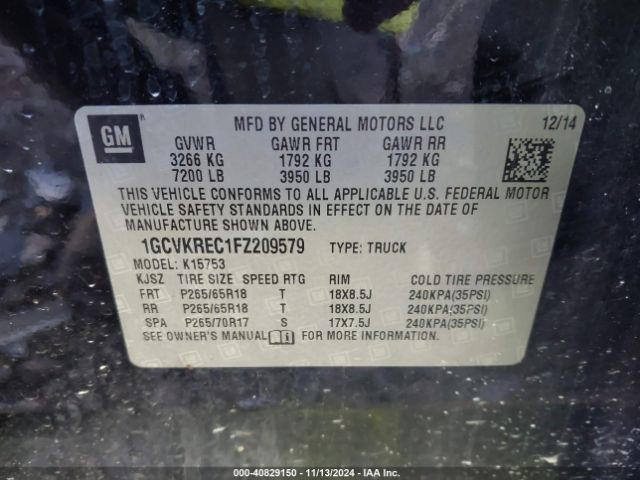 GM ®
MFD BY GENERAL MOTORS LLC 12/14
GVWR GAWR FRT GAWR RR
3266 KG 1792 KG 1792 KG
7200 LB 3950 LB 3950 LB
THIS VEHICLE CONFORMS TO ALL APPLICABLE U.S. FEDERAL MOTOR
VEHICLE SAFETY STANDARDS IN EFFECT ON THE DATE OF
MANUFACTURE SHOWN ABOVE.
1GCVKREC1FZ209579 TYPE: TRUCK
MODEL: K15753
KJSZ TIRE SIZE SPEED RTG RIM COLD TIRE PRESSURE
FRT P265/65R18 T 18X8.5J 240KPA(35PSI)
RR P265/65R18 T 18X8.5J 240KPA(35PSI)
SPA P265/70R17 S 17X7.5J 240KPA(35PSI)
SEE OWNER'S MANUAL FOR MORE INFORMATION.
000-40829150 - 11/13/2024 - IAA Inc.